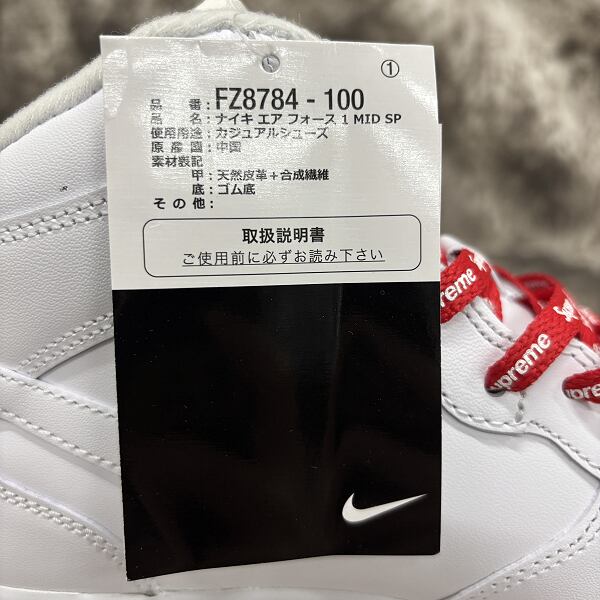 ①
品 番：FZ8784 - 100
品 名：ナイキ エア フォース 1 MID SP
使用用途：カジュアルシューズ
原 産 国：中国
素材表記
甲：天然皮革＋合成繊維
底：ゴム底
そ の 他：
取扱説明書
ご使用前に必ずお読み下さい
preme
Supreme
upreme